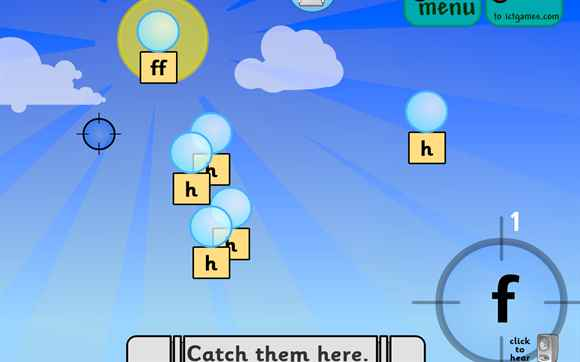 menu
to ictgames.com
ff
h
h
h
h
h
1
f
click
to
hear
Catch them here.